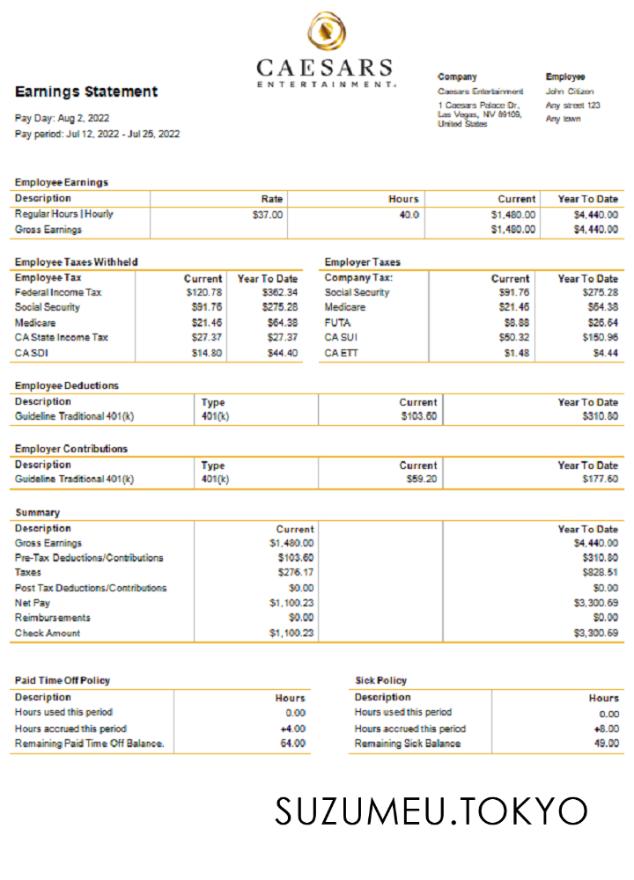 CAESARS
ENTERTAINMENT.
Earnings Statement
Pay Day: Aug 2, 2022
Pay period: Jul 12, 2022 - Jul 25, 2022
Company
Caesars Entertainment
1 Caesars Palace Dr,
Las Vegas, NV 89109,
United States
Employee
John Citizen
Any street 123
Any town
Employee Earnings
Description Rate Hours Current Year To Date
Regular Hours | Hourly $37.00 40.0 $1,480.00 $4,440.00
Gross Earnings $1,480.00 $4,440.00
Employee Taxes Withheld
Employee Tax Current Year To Date
Federal Income Tax $120.78 $362.34
Social Security $91.76 $275.28
Medicare $21.46 $64.38
CA State Income Tax $27.37 $27.37
CA SDI $14.80 $44.40
Employer Taxes
Company Tax: Current Year To Date
Social Security $91.76 $275.28
Medicare $21.46 $64.38
FUTA $8.88 $26.64
CA SUI $50.32 $150.96
CA ETT $1.48 $4.44
Employee Deductions
Description Type Current Year To Date
Guideline Traditional 401(k) 401(k) $103.60 $310.80
Employer Contributions
Description Type Current Year To Date
Guideline Traditional 401(k) 401(k) $59.20 $177.60
Summary
Description Current Year To Date
Gross Earnings $1,480.00 $4,440.00
Pre-Tax Deductions/Contributions $103.60 $310.80
Taxes $276.17 $828.51
Post Tax Deductions/Contributions $0.00 $0.00
Net Pay $1,100.23 $3,300.69
Reimbursements $0.00 $0.00
Check Amount $1,100.23 $3,300.69
Paid Time Off Policy
Description Hours
Hours used this period 0.00
Hours accrued this period +4.00
Remaining Paid Time Off Balance. 64.00
Sick Policy
Description Hours
Hours used this period 0.00
Hours accrued this period +8.00
Remaining Sick Balance 49.00
SUZUMEU.TOKYO